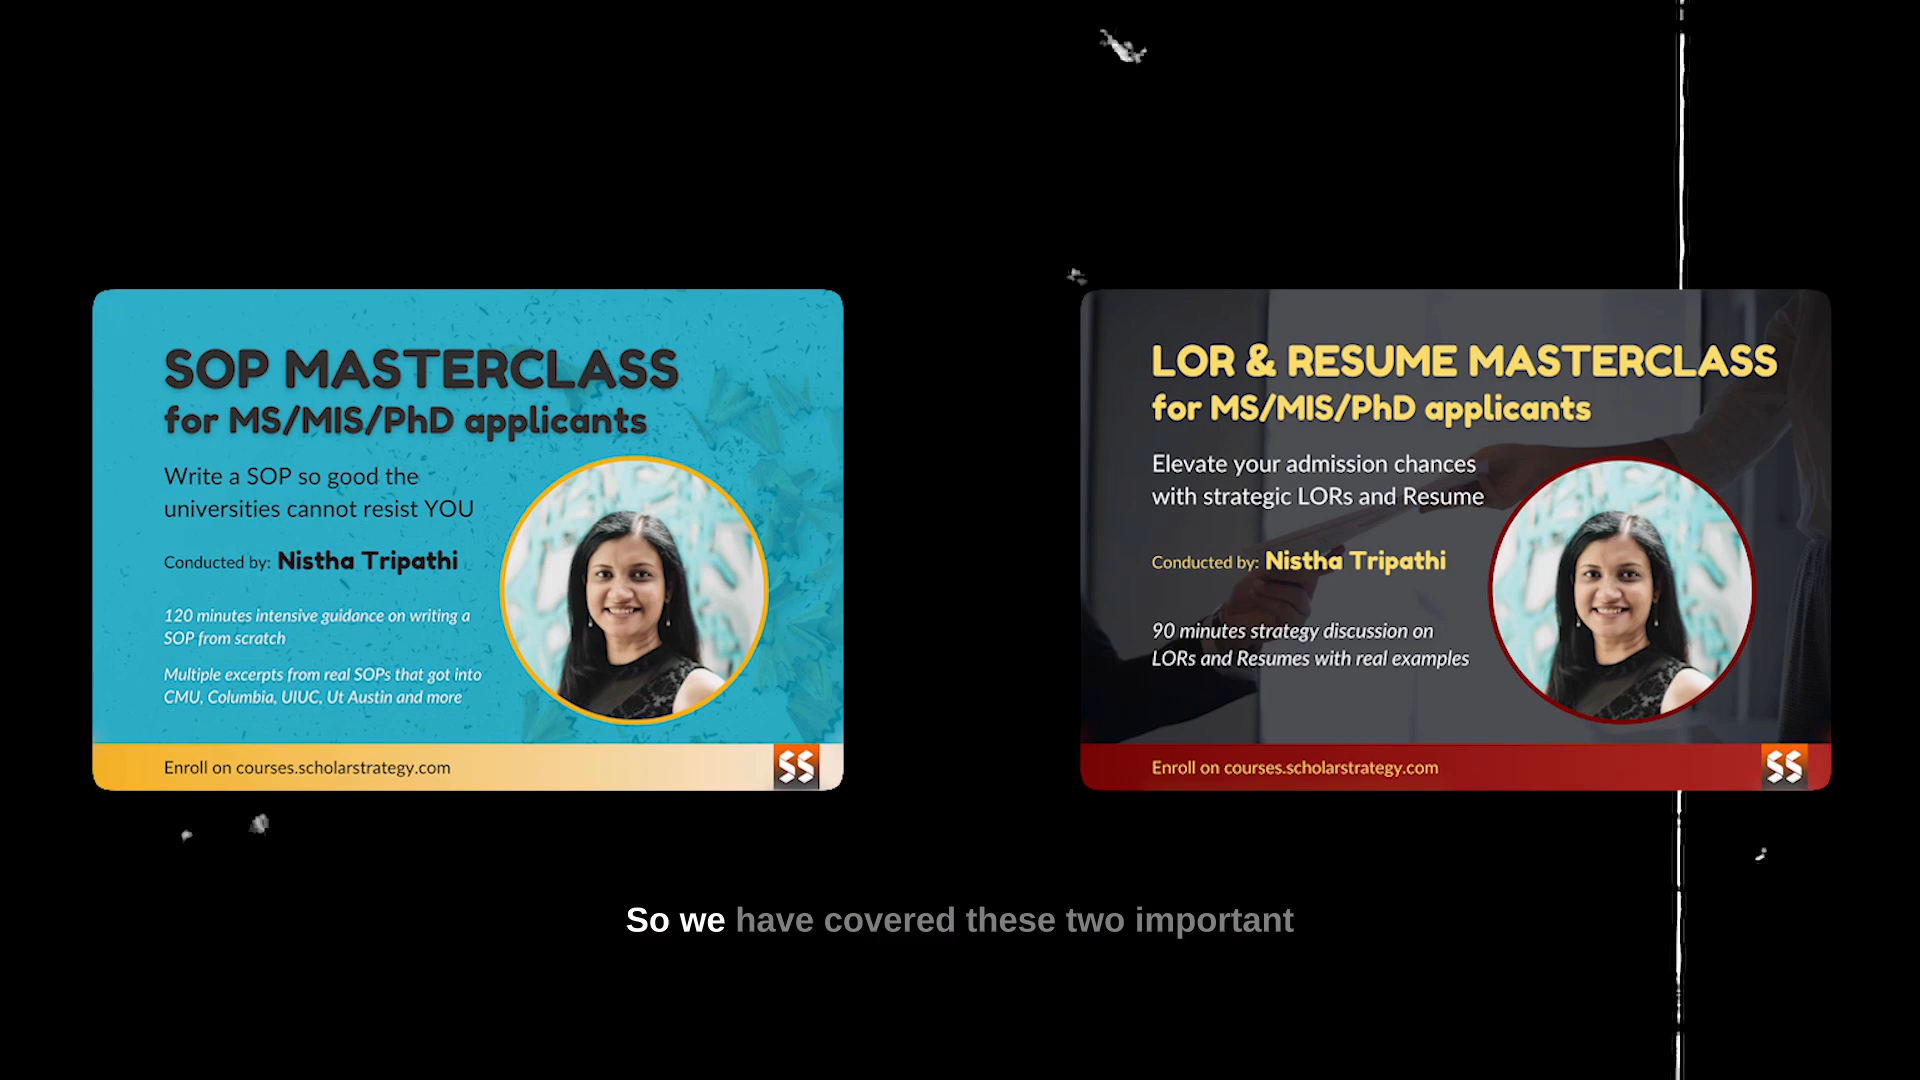 SOP MASTERCLASS
for MS/MIS/PhD applicants
Write a SOP so good the
universities cannot resist YOU
Conducted by: Nistha Tripathi
120 minutes intensive guidance on writing a
SOP from scratch
Multiple excerpts from real SOPs that got into
CMU, Columbia, UIUC, Ut Austin and more
Enroll on courses.scholarstrategy.com
SS
LOR & RESUME MASTERCLASS
for MS/MIS/PhD applicants
Elevate your admission chances
with strategic LORs and Resume
Conducted by: Nistha Tripathi
90 minutes strategy discussion on
LORs and Resumes with real examples
Enroll on courses.scholarstrategy.com
SS
So we have covered these two important